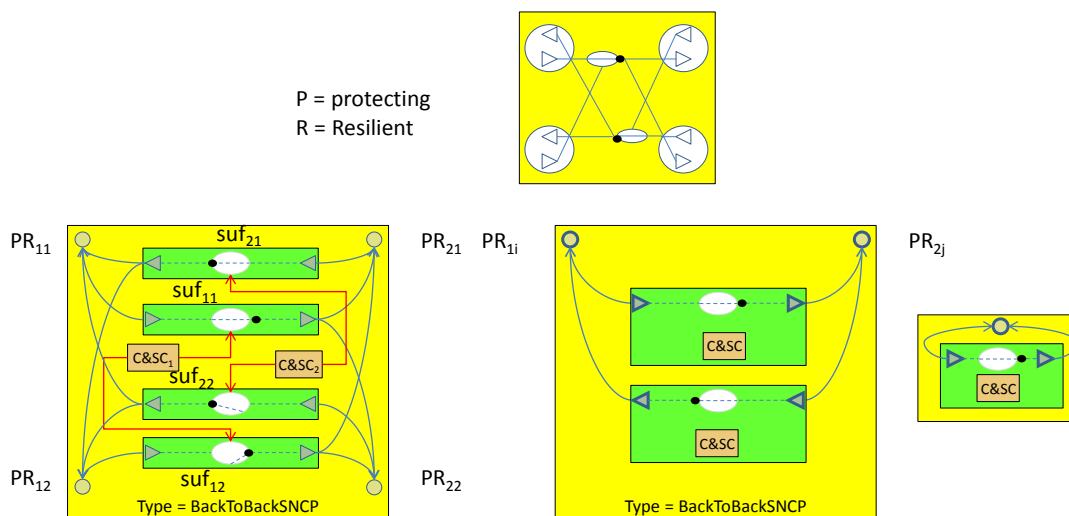 P = protecting
R = Resilient
PR11
suf21
PR21
PR1i
PR2j
suf11
C&SC1
C&SC2
C&SC
C&SC
suf22
C&SC
PR12
suf12
PR22
Type = BackToBackSNCP
Type = BackToBackSNCP